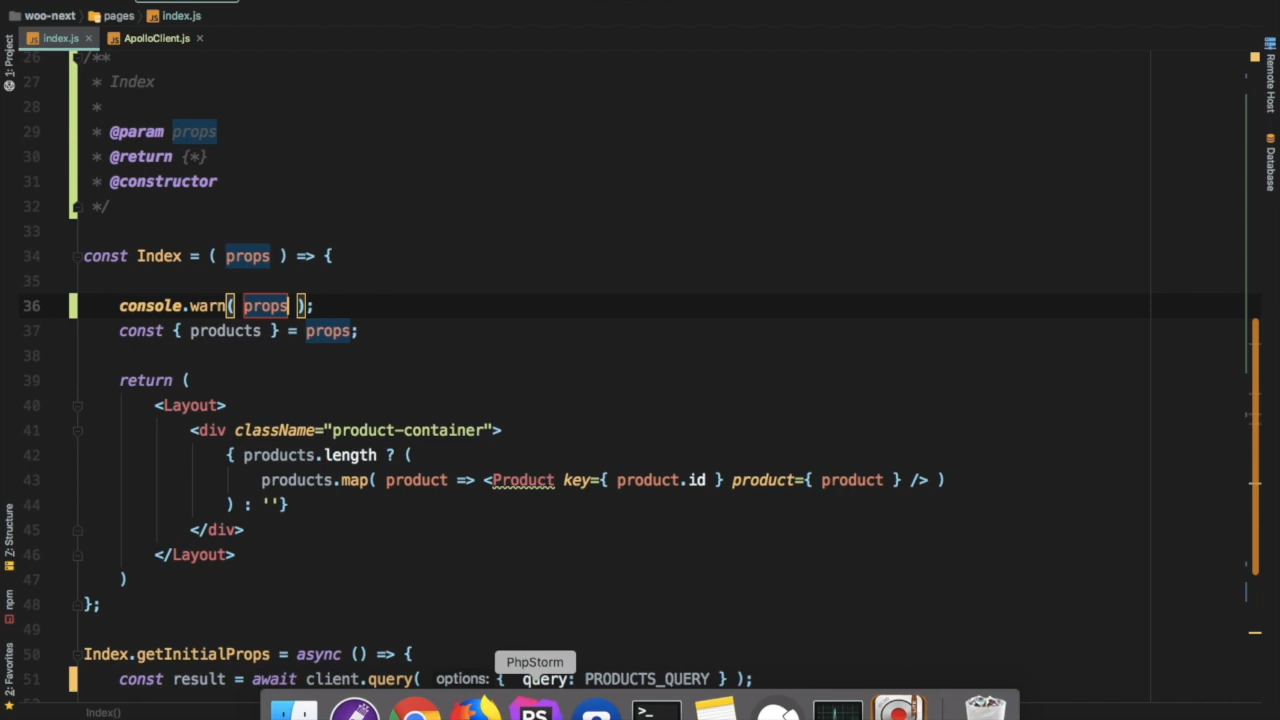 woo-next pages index.js
index.js × ApolloClient.js ×
1: Project
Z: Structure
npm
2: Favorites
Remote Host
Database
26 /**
27 * Index
28 *
29 * @param props
30 * @return {*}
31 * @constructor
32 */
33
34 const Index = ( props ) => {
35
36 console.warn( props );
37 const { products } = props;
38
39 return (
40 <Layout>
41 <div className="product-container">
42 { products.length ? (
43 products.map( product => <Product key={ product.id } product={ product } /> )
44 ) : ''}
45 </div>
46 </Layout>
47 )
48 };
49
50 Index.getInitialProps = async () => {
51 const result = await client.query( options: { query: PRODUCTS_QUERY } );
PhpStorm
PS
>_
Index()